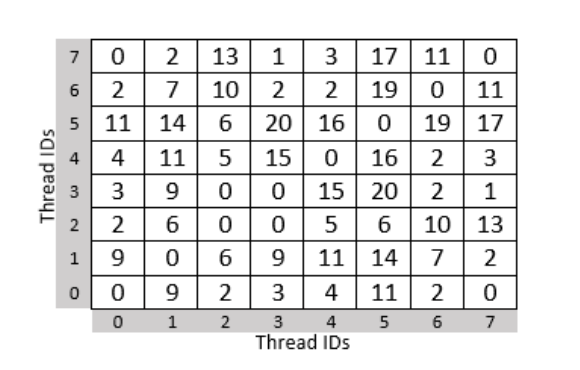 7 0 2 13 1 3 17 11 0
6 2 7 10 2 2 19 0 11
5 11 14 6 20 16 0 19 17
4 4 11 5 15 0 16 2 3
3 3 9 0 0 15 20 2 1
2 2 6 0 0 5 6 10 13
1 9 0 6 9 11 14 7 2
0 0 9 2 3 4 11 2 0
0 1 2 3 4 5 6 7
Thread IDs
Thread IDs